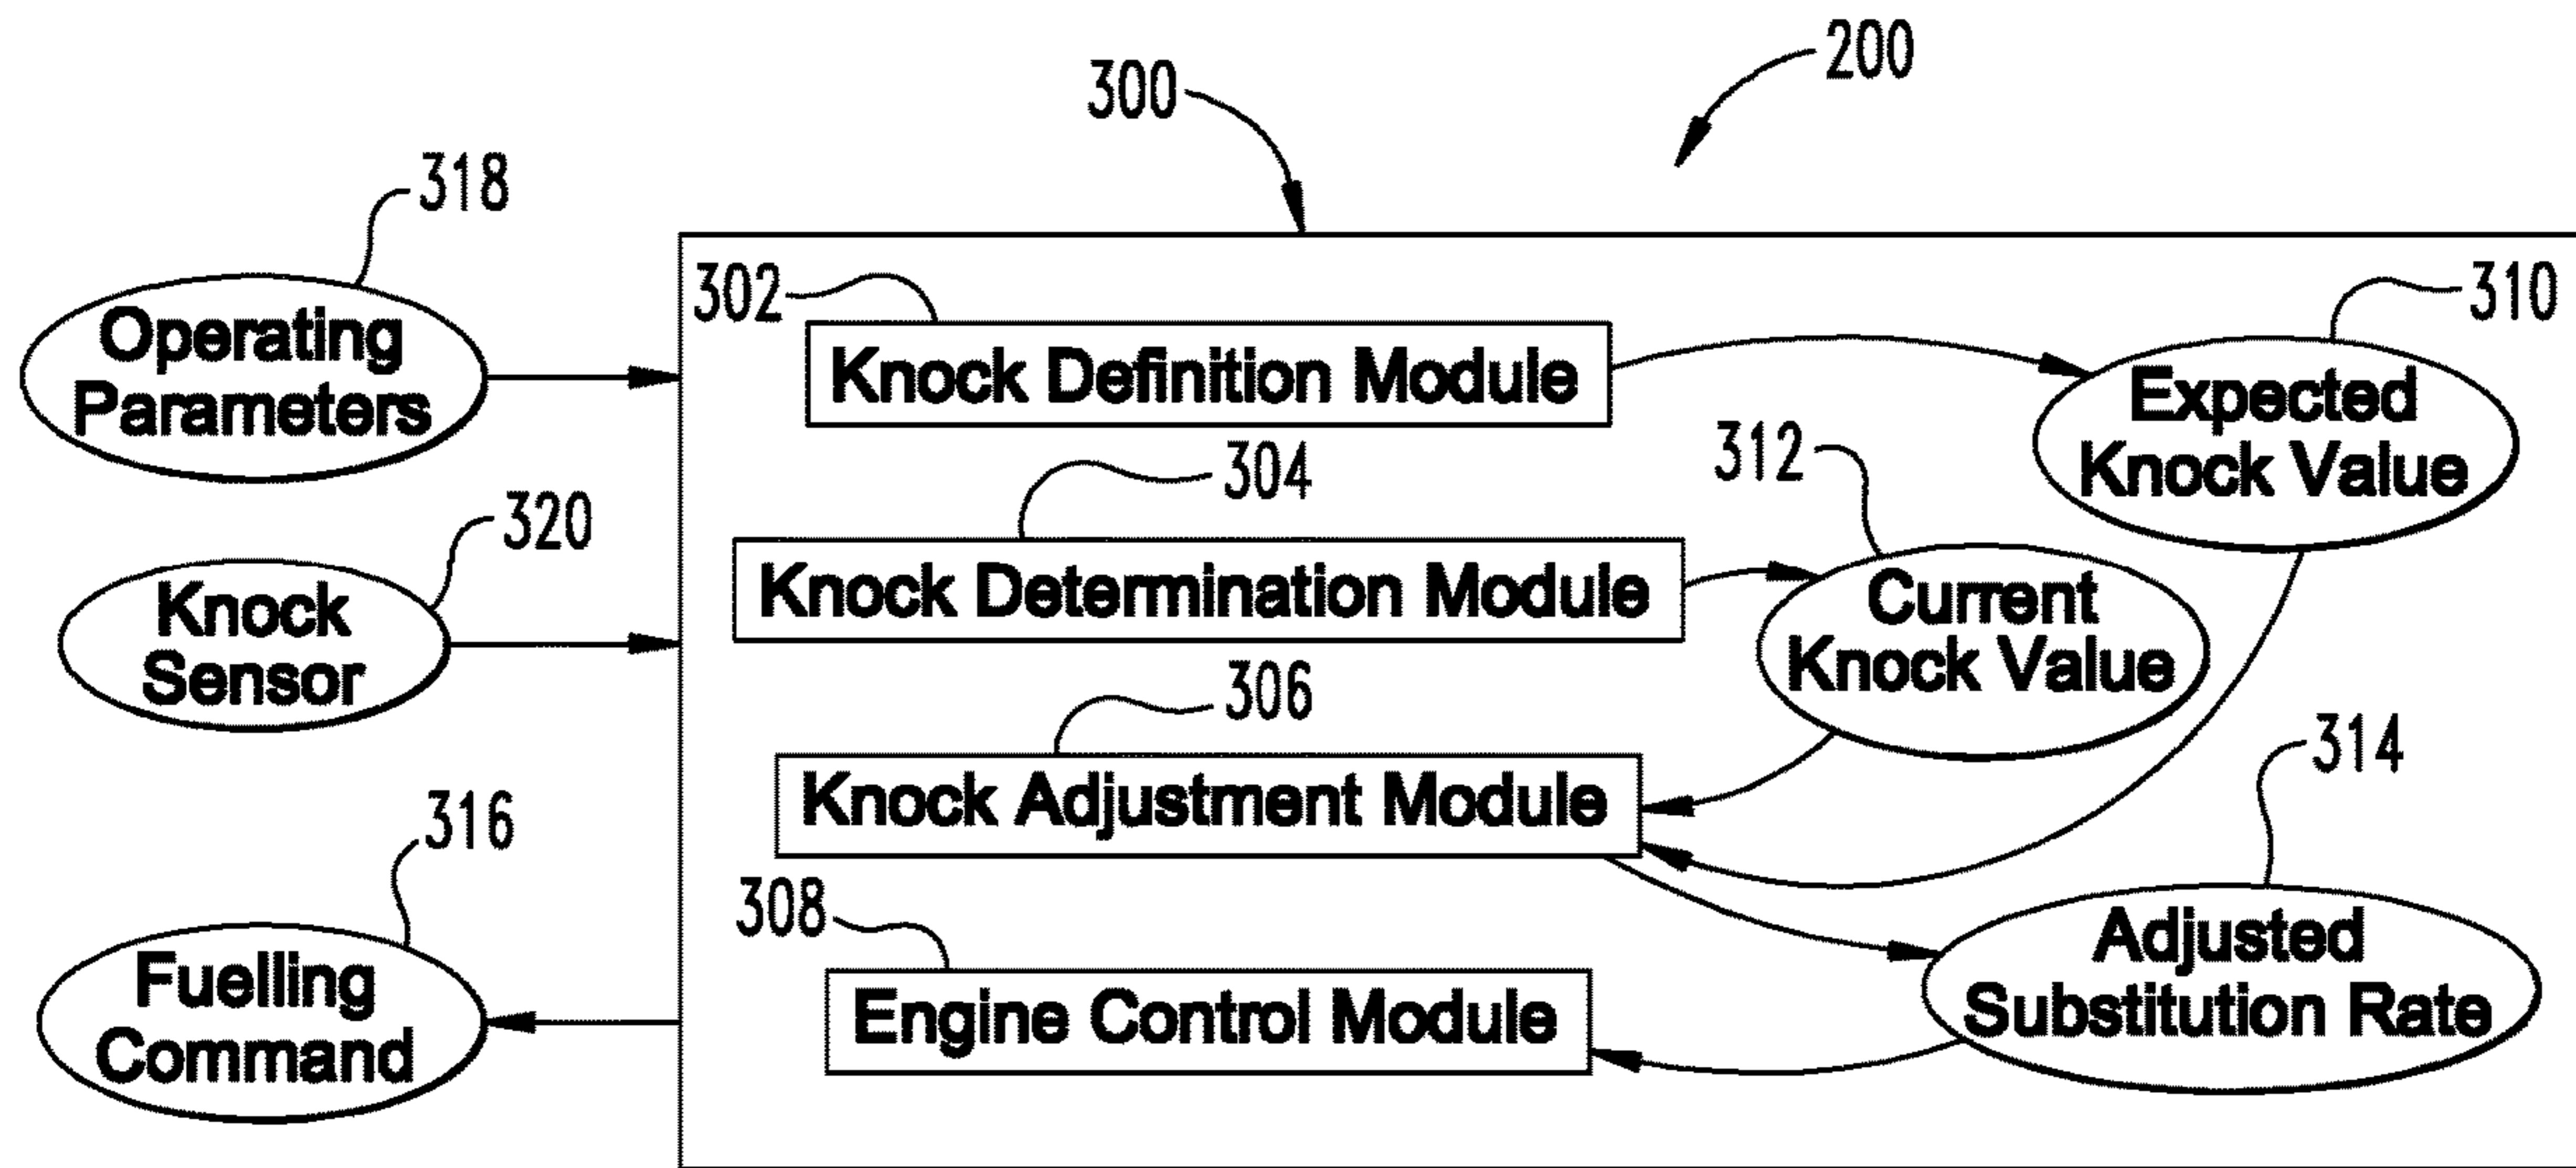 200
300
318
302
310
Operating
Parameters
Knock Definition Module
Expected
Knock Value
312
304
320
Knock
Sensor
Knock Determination Module
Current
Knock Value
306
314
316
Knock Adjustment Module
308
Fuelling
Command
Engine Control Module
Adjusted
Substitution Rate